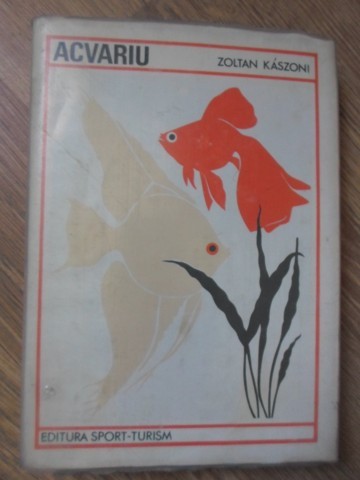 ACVARIU
ZOLTAN KÁSZONI
EDITURA SPORT-TURISM